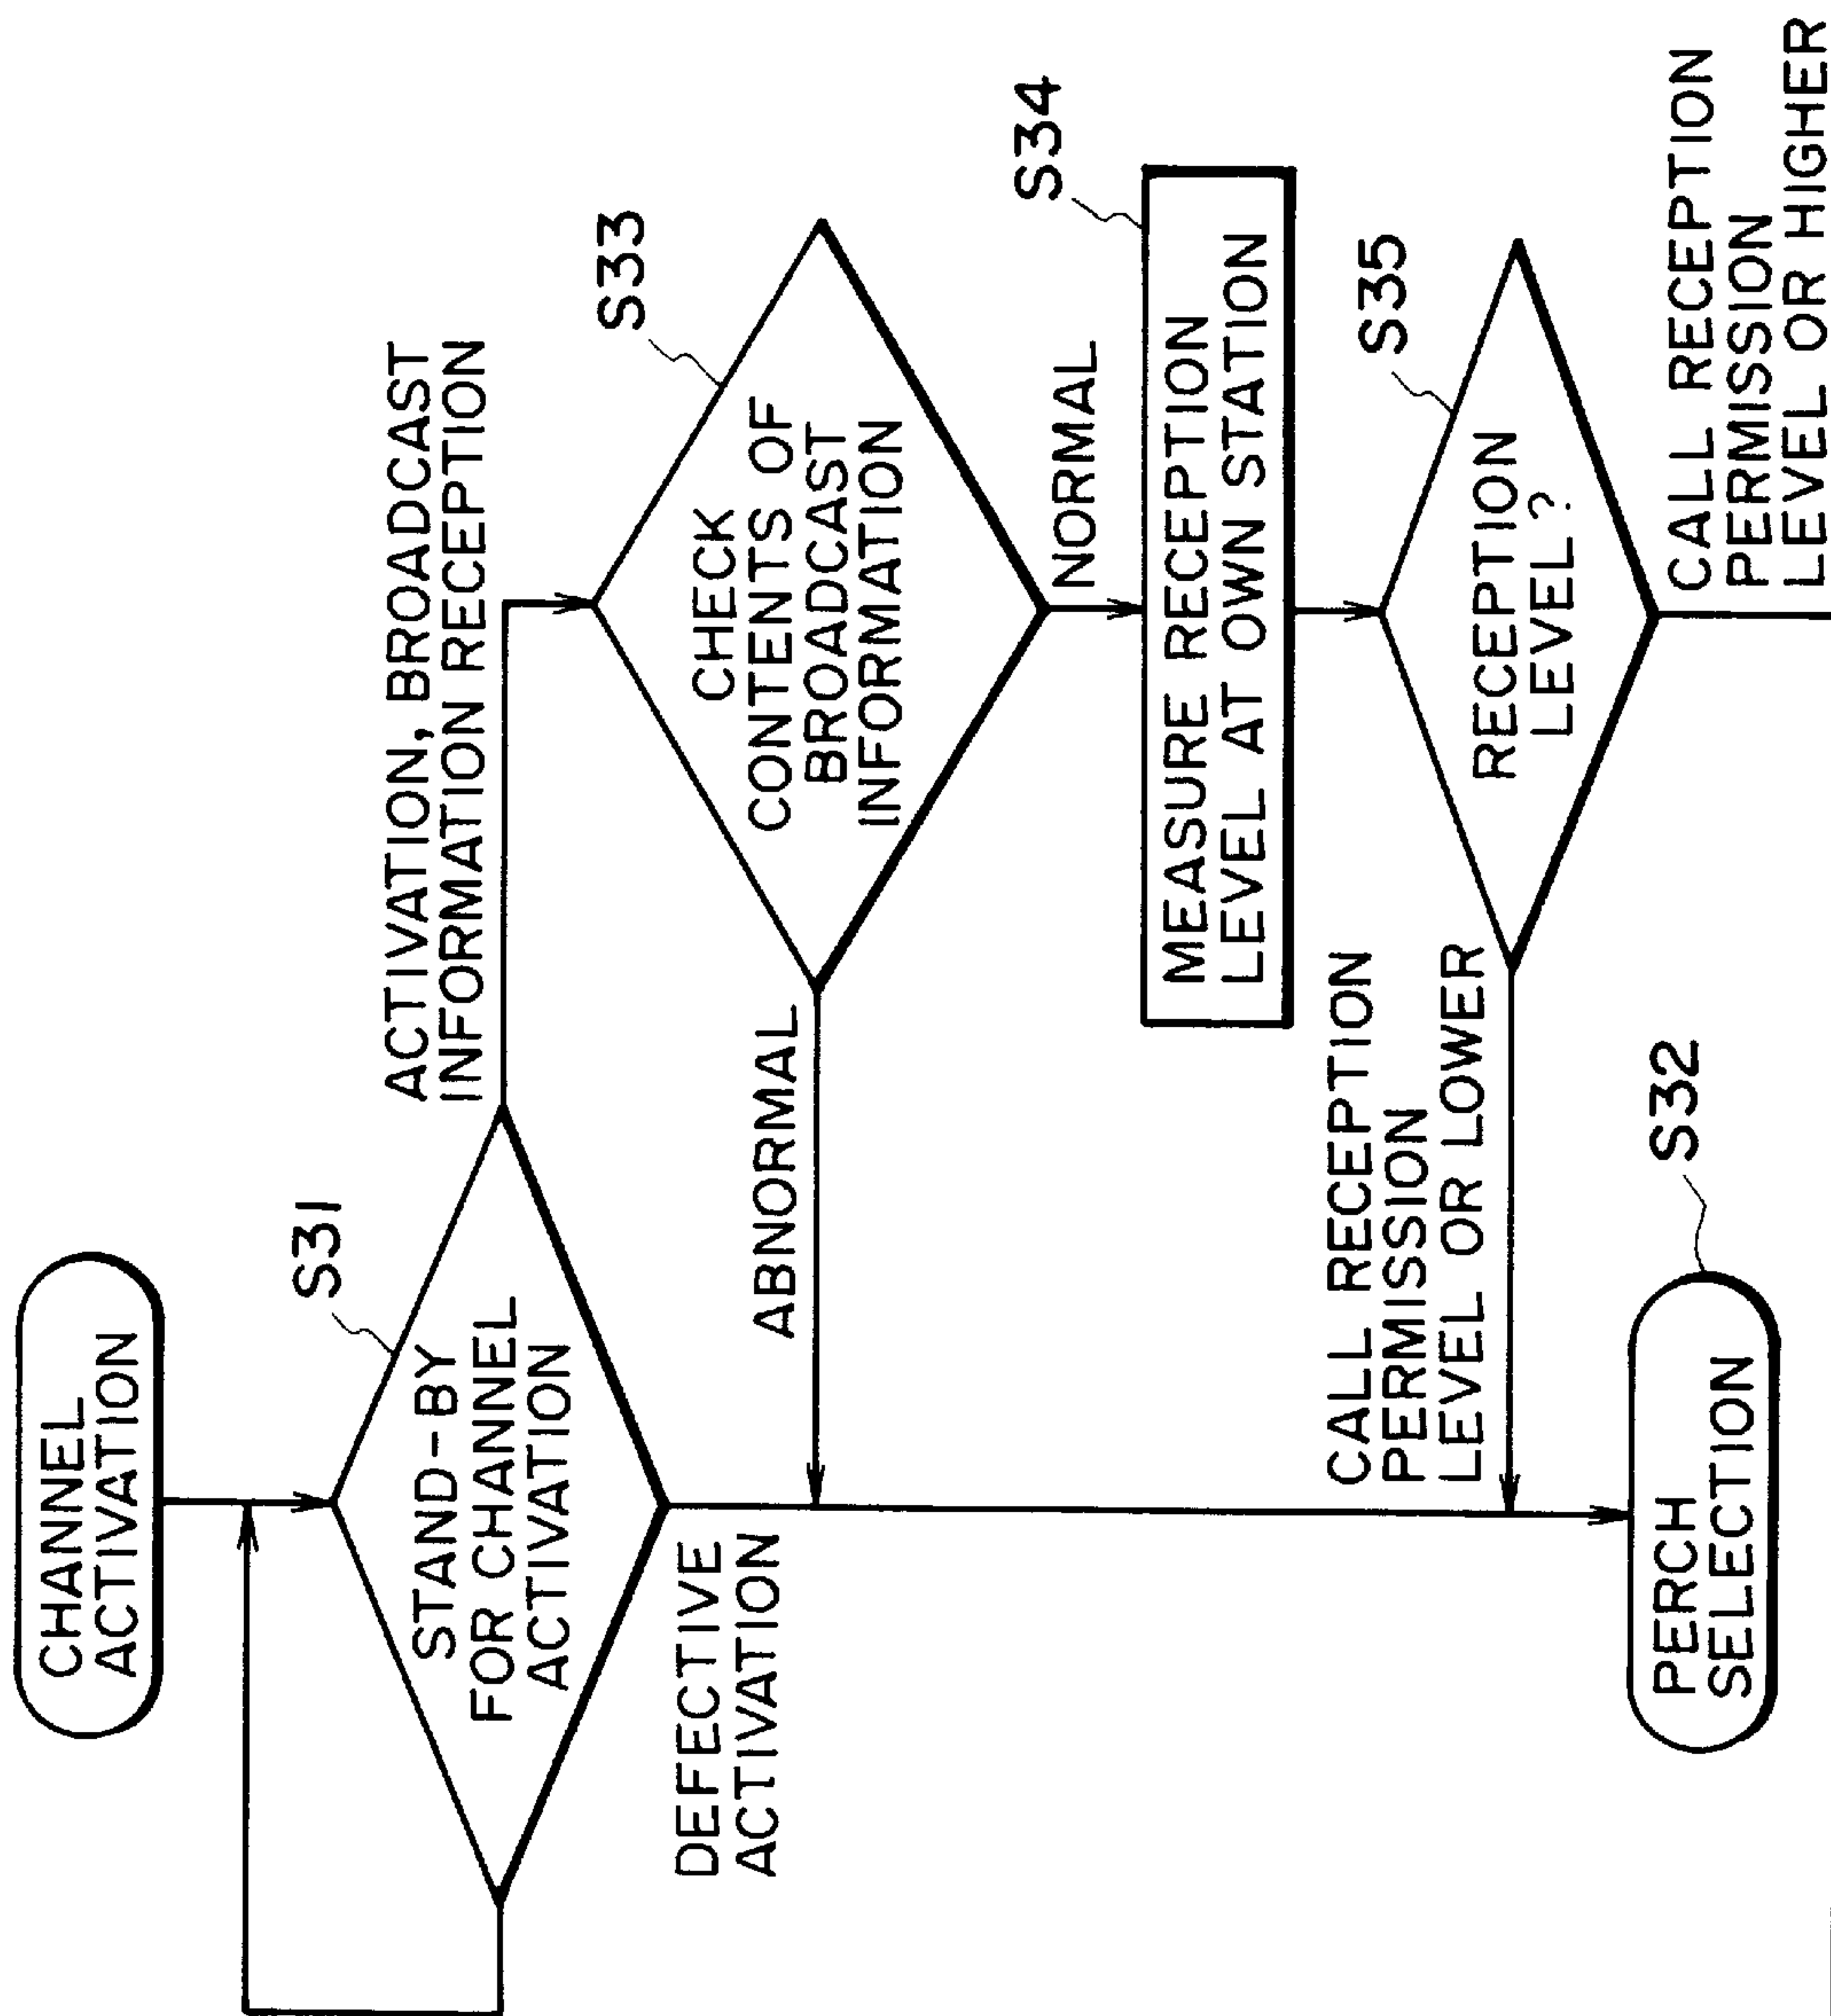 CHANNEL
ACTIVATION
S31
STAND-BY
FOR CHANNEL
ACTIVATION
ACTIVATION, BROADCAST
INFORMATION RECEPTION
DEFECTIVE
ACTIVATION
S33
CHECK
CONTENTS OF
BROADCAST
INFORMATION
ABNORMAL
NORMAL
S34
MEASURE RECEPTION
LEVEL AT OWN STATION
S35
RECEPTION
LEVEL?
CALL RECEPTION
PERMISSION
LEVEL OR LOWER
CALL RECEPTION
PERMISSION
LEVEL OR HIGHER
S32
PERCH
SELECTION